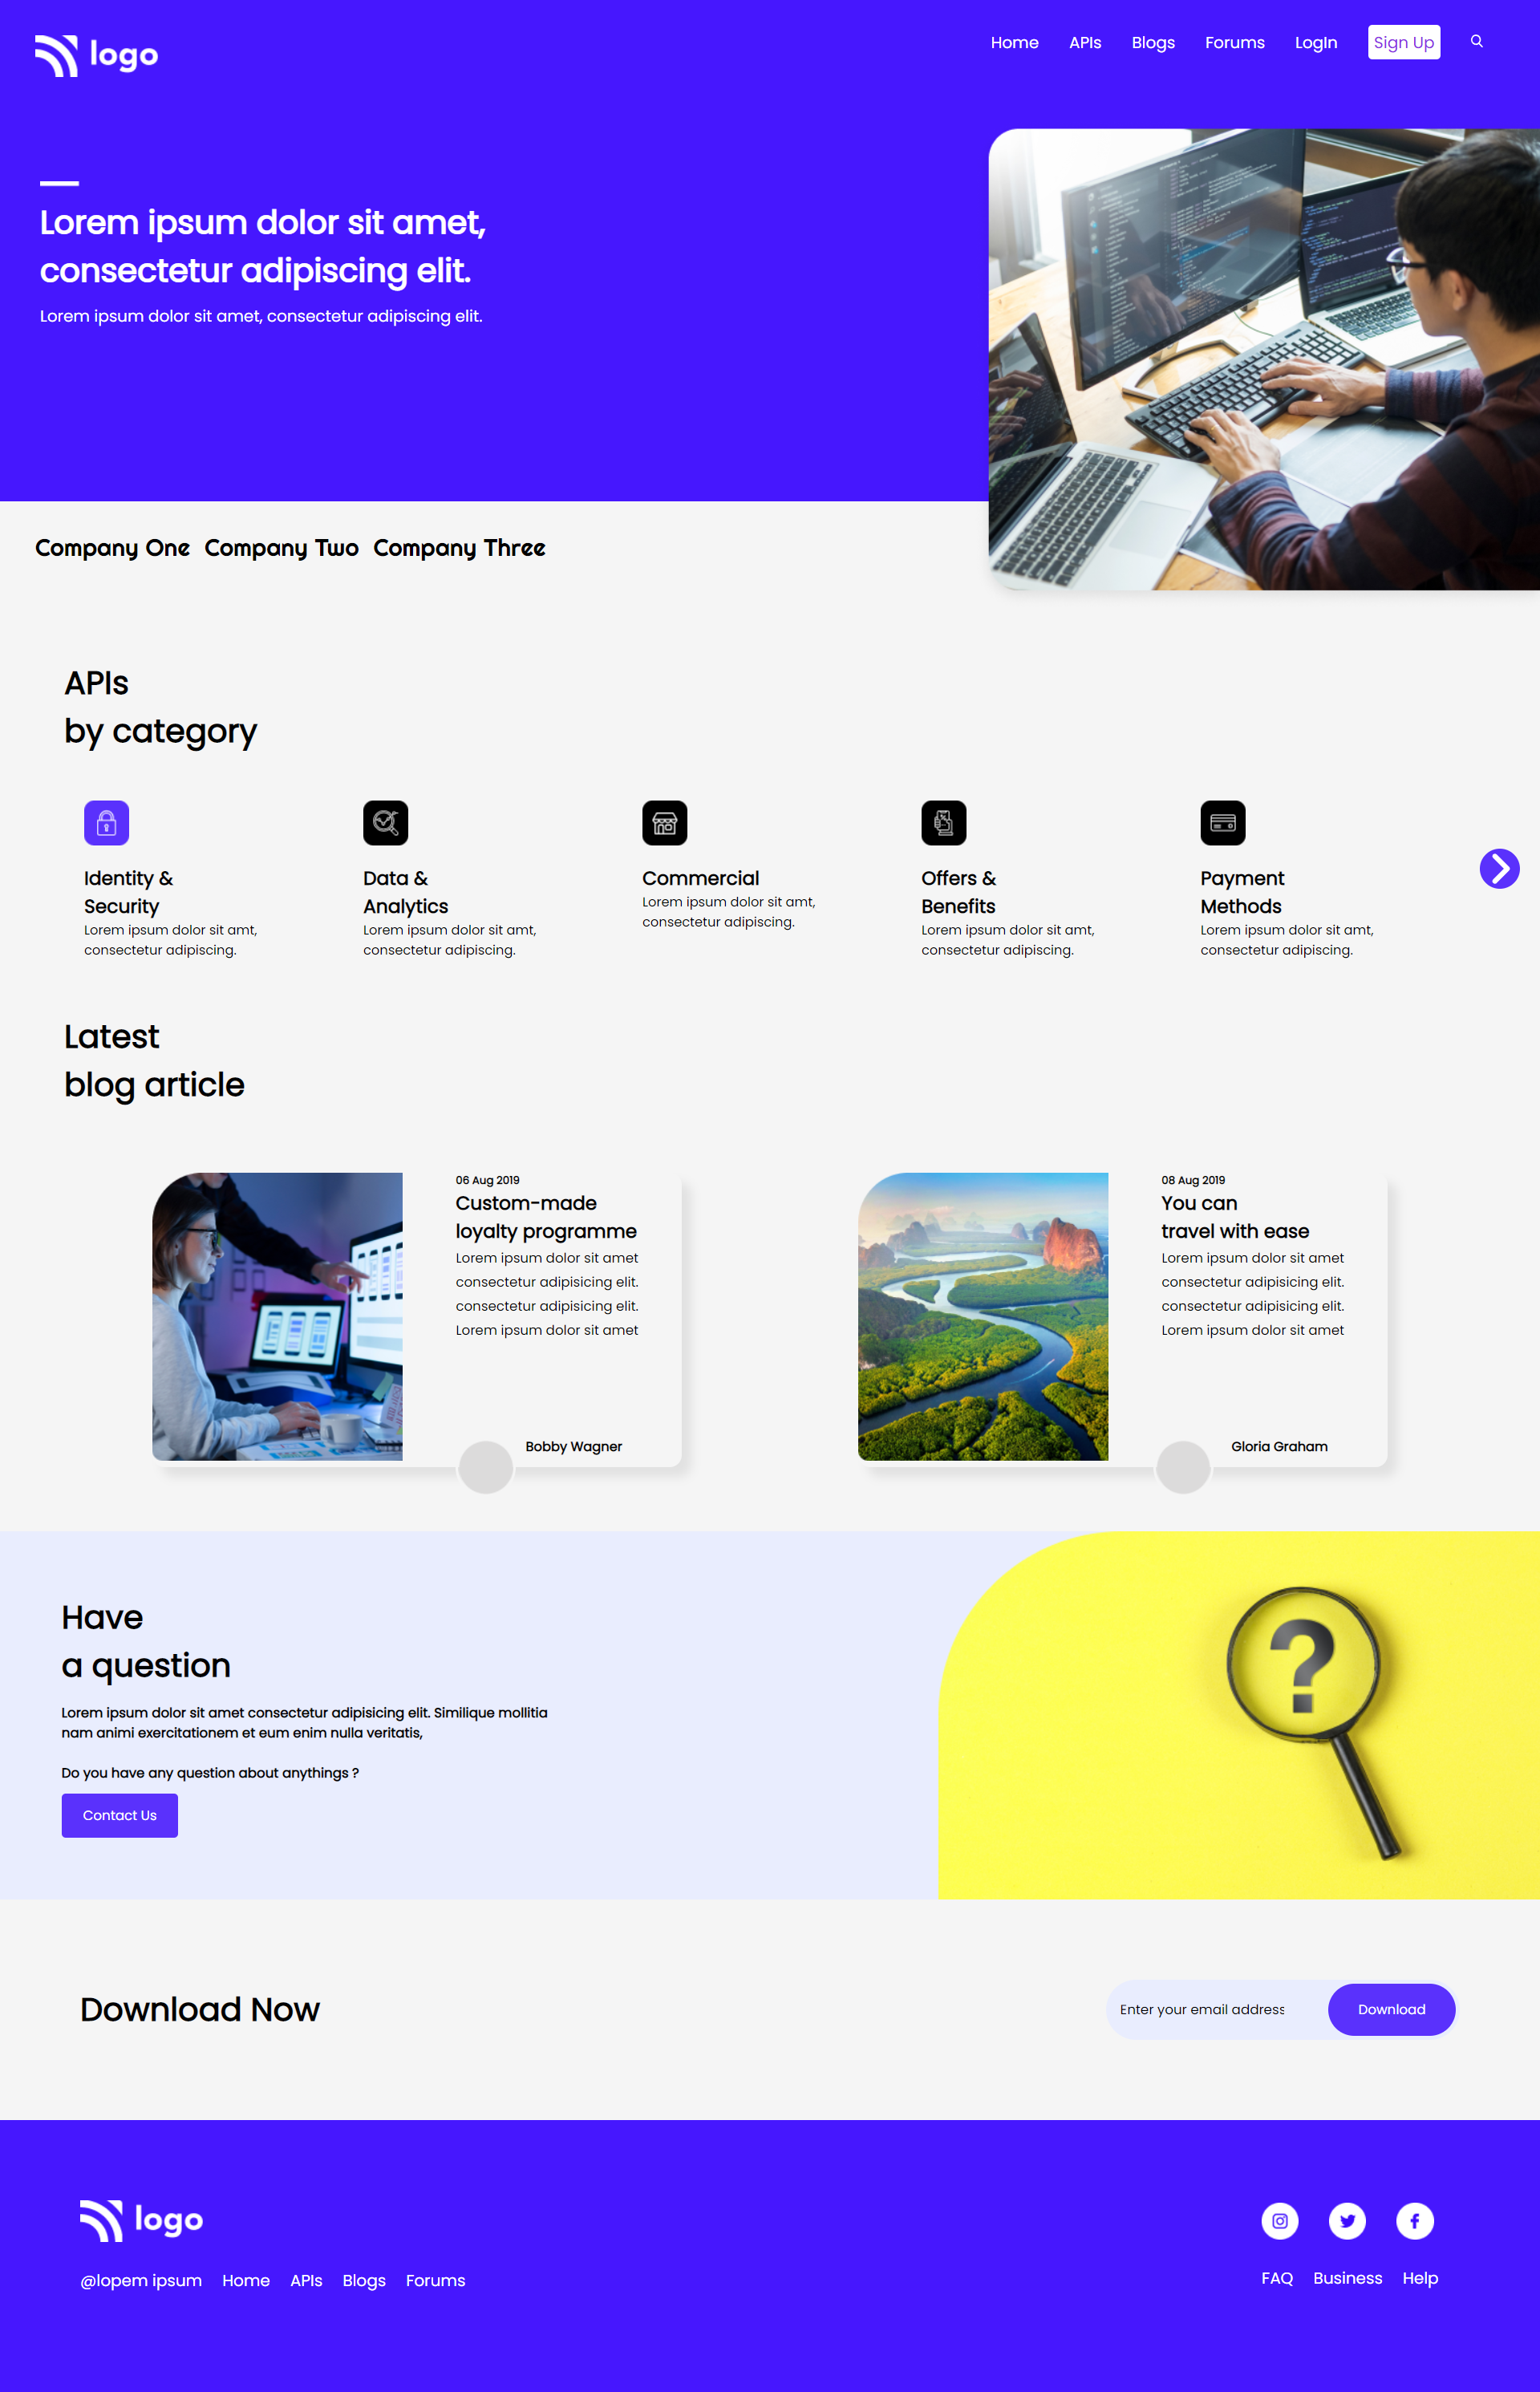 logo
Home APIs Blogs Forums LogIn Sign Up
Lorem ipsum dolor sit amet,
consectetur adipiscing elit.
Lorem ipsum dolor sit amet, consectetur adipiscing elit.
Company One Company Two Company Three
APIs
by category
Identity &
Security
Lorem ipsum dolor sit amt,
consectetur adipiscing.
Data &
Analytics
Lorem ipsum dolor sit amt,
consectetur adipiscing.
Commercial
Lorem ipsum dolor sit amt,
consectetur adipiscing.
Offers &
Benefits
Lorem ipsum dolor sit amt,
consectetur adipiscing.
Payment
Methods
Lorem ipsum dolor sit amt,
consectetur adipiscing.
Latest
blog article
06 Aug 2019
Custom-made
loyalty programme
Lorem ipsum dolor sit amet
consectetur adipisicing elit.
consectetur adipisicing elit.
Lorem ipsum dolor sit amet
Bobby Wagner
08 Aug 2019
You can
travel with ease
Lorem ipsum dolor sit amet
consectetur adipisicing elit.
consectetur adipisicing elit.
Lorem ipsum dolor sit amet
Gloria Graham
Have
a question
Lorem ipsum dolor sit amet consectetur adipisicing elit. Similique mollitia
nam animi exercitationem et eum enim nulla veritatis,
Do you have any question about anythings ?
Contact Us
?
Download Now
Enter your email address
Download
logo
@lopem ipsum Home APIs Blogs Forums
FAQ Business Help